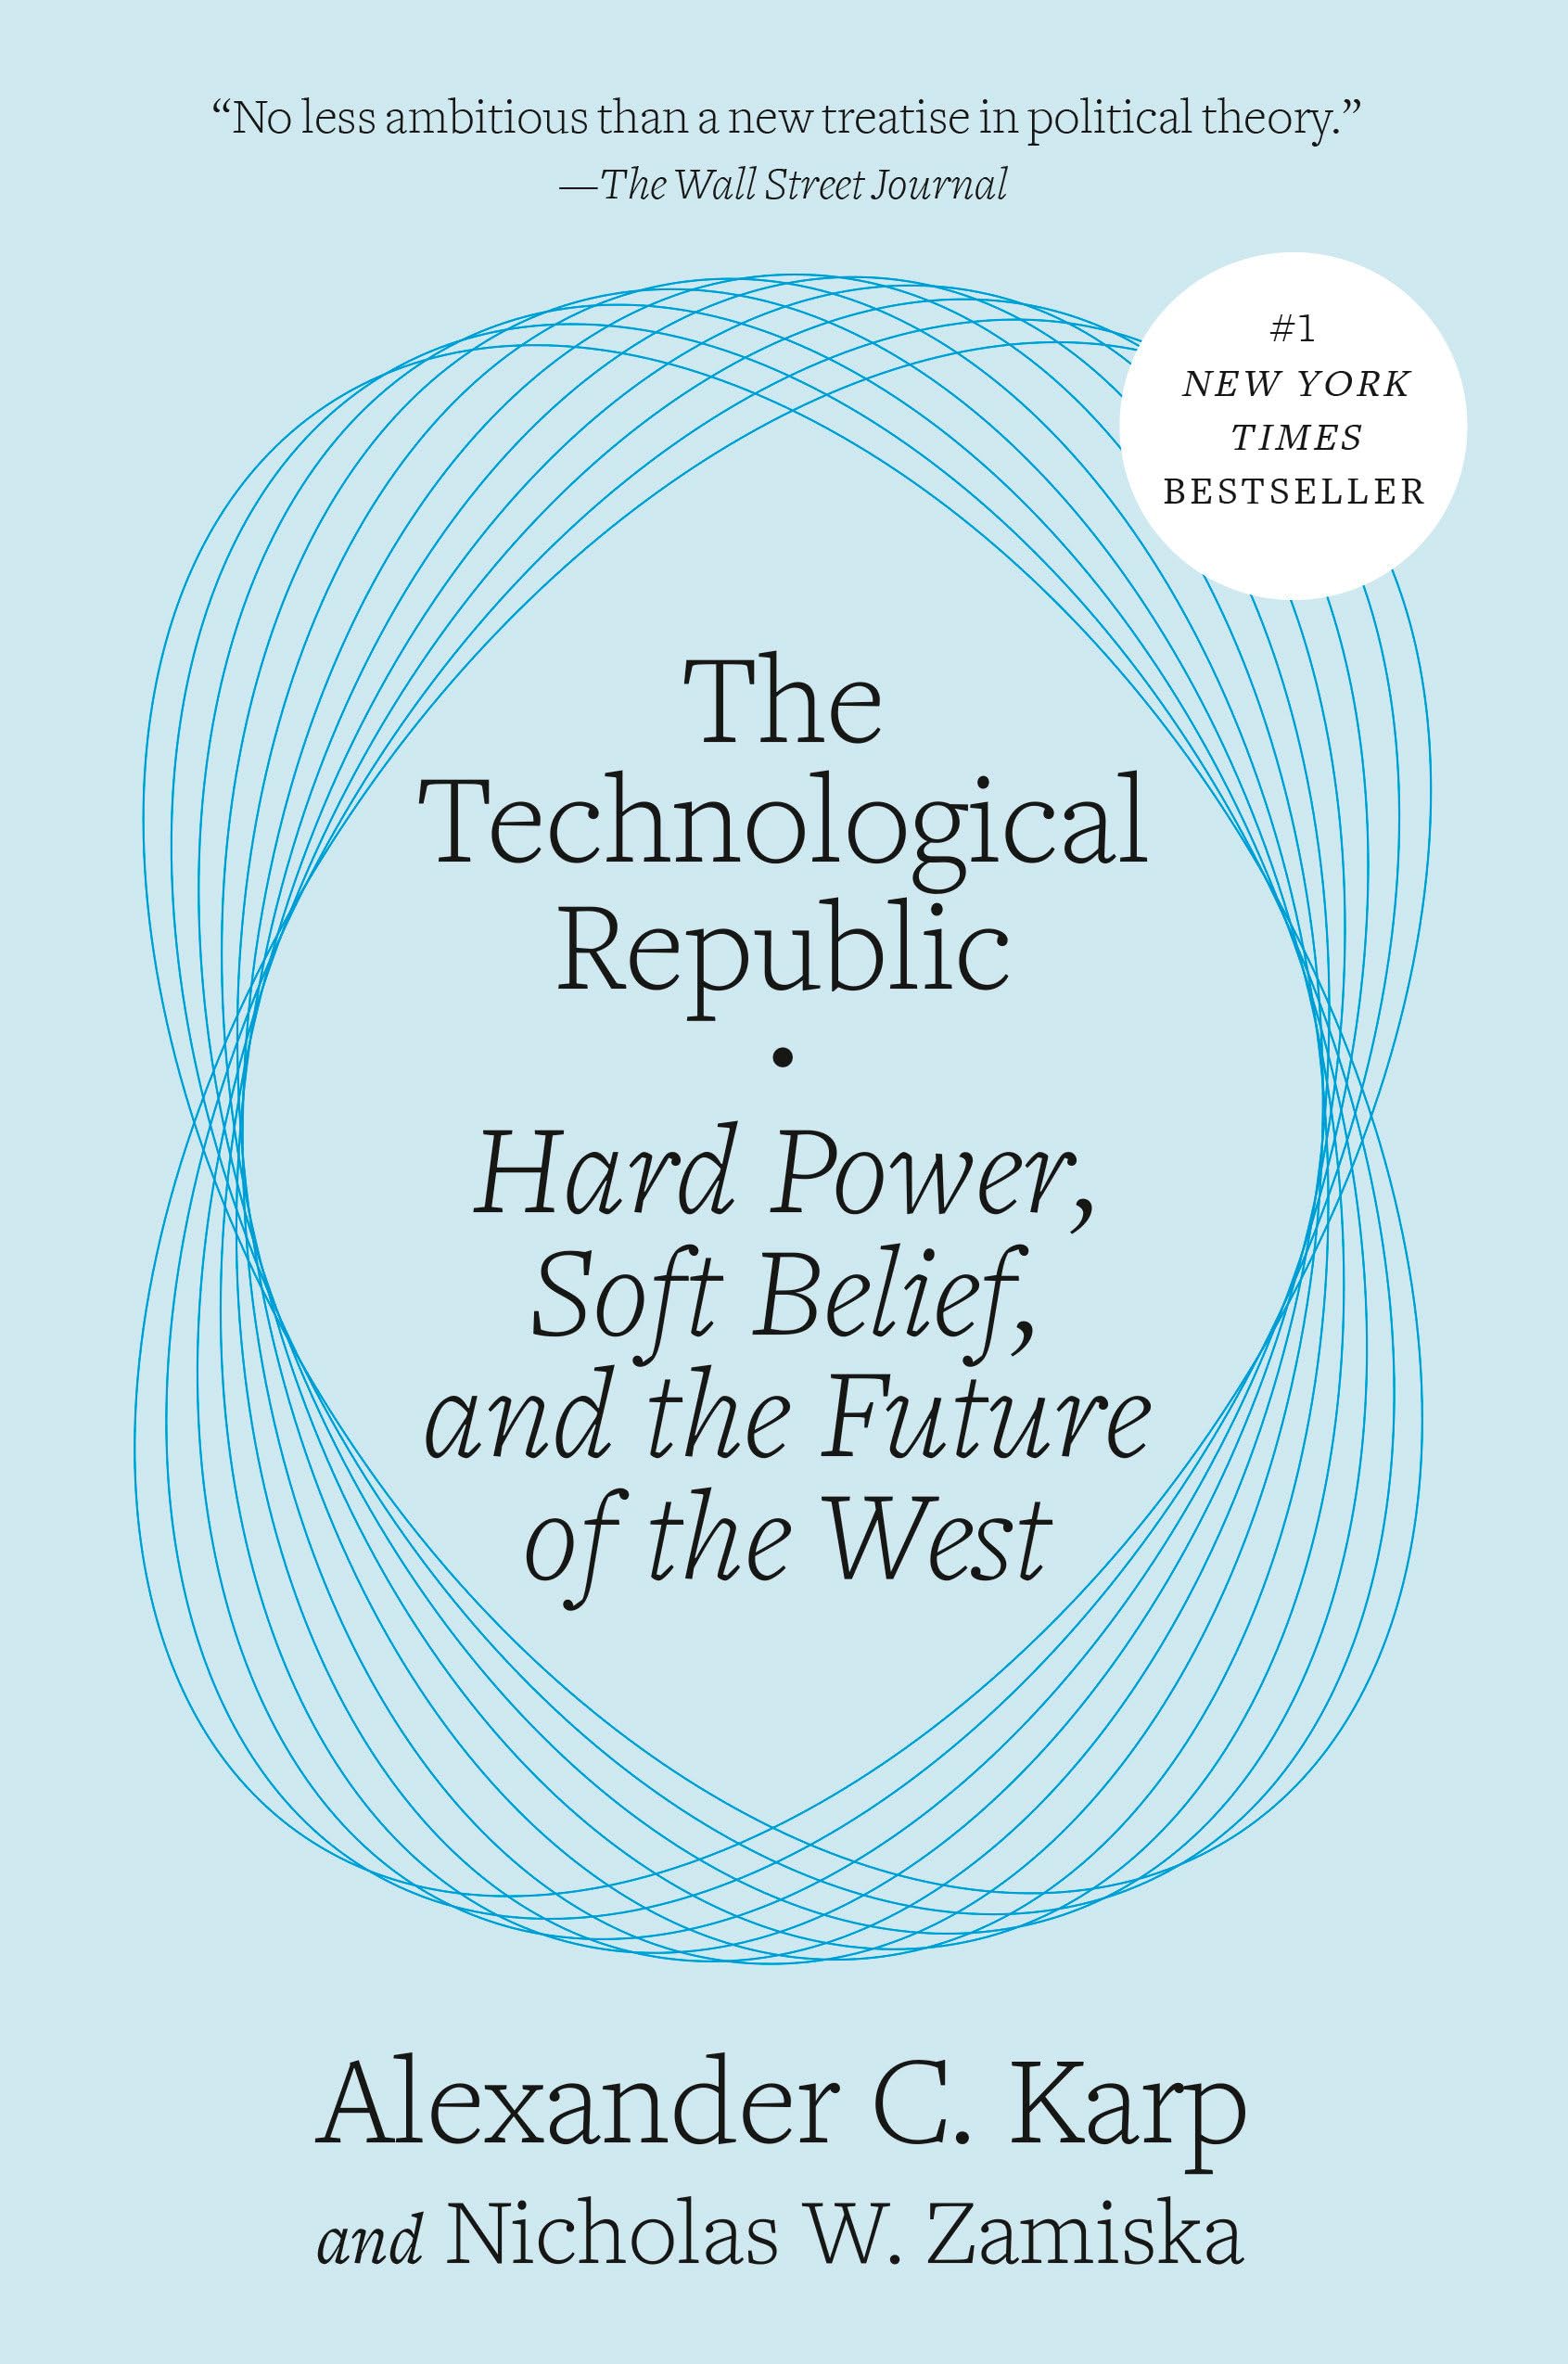 “No less ambitious than a new treatise in political theory.”
—The Wall Street Journal
#1
NEW YORK
TIMES
BESTSELLER
The
Technological
Republic
•
Hard Power,
Soft Belief,
and the Future
of the West
Alexander C. Karp
and Nicholas W. Zamiska